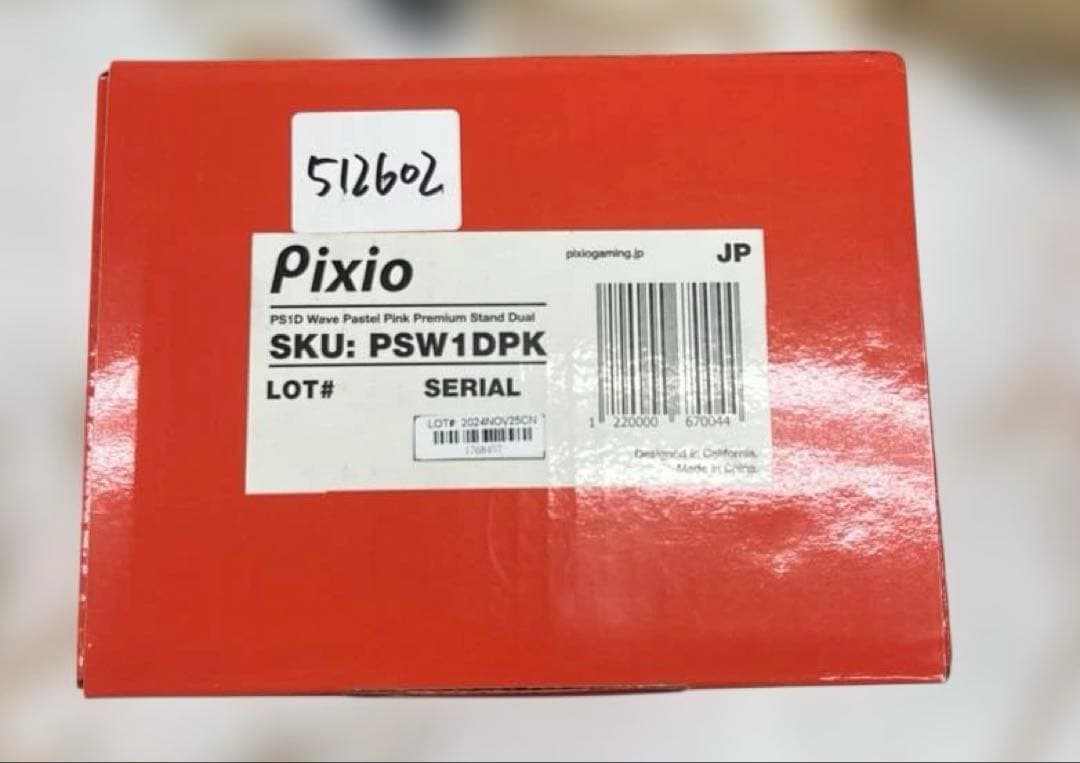 512602
Pixio
pixiogaming.jp
JP
PS1D Wave Pastel Pink Premium Stand Dual
SKU: PSW1DPK
LOT# SERIAL
LOT#: 2024NOV25CN
1 220000 670044
Designed in California.
Made in China.